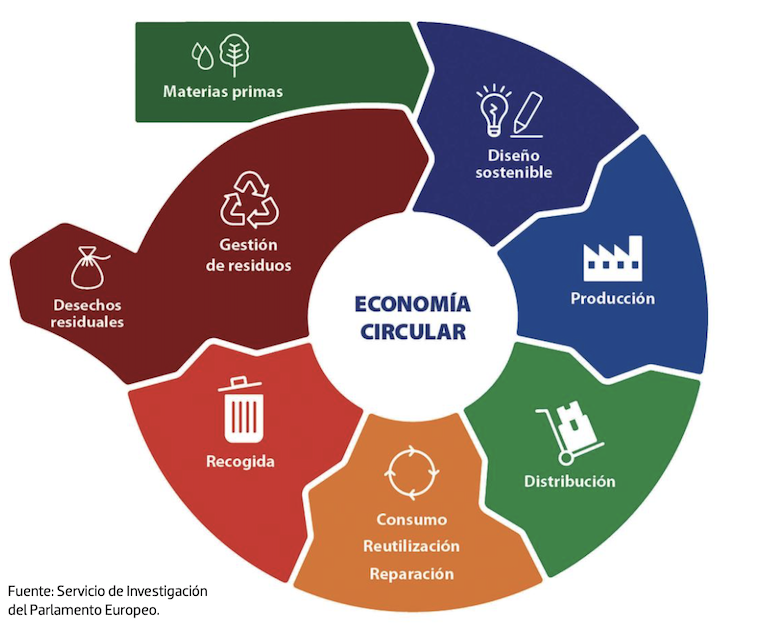 Materias primas
Diseño
sostenible
Producción
Distribución
Consumo
Reutilización
Reparación
Recogida
Gestión
de residuos
Desechos
residuales
ECONOMÍA
CIRCULAR
Fuente: Servicio de Investigación
del Parlamento Europeo.